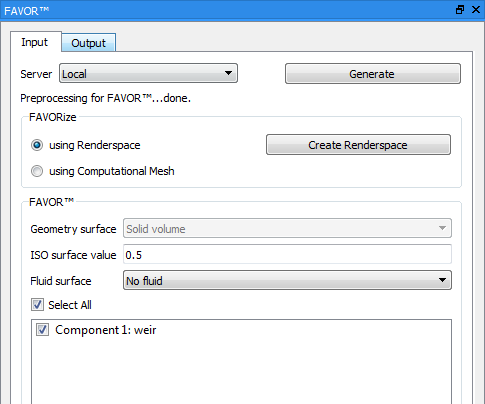 FAVOR™
Input Output
Server Local Generate
Preprocessing for FAVOR™...done.
FAVORize
using Renderspace Create Renderspace
using Computational Mesh
FAVOR™
Geometry surface Solid volume
ISO surface value 0.5
Fluid surface No fluid
Select All
Component 1: weir